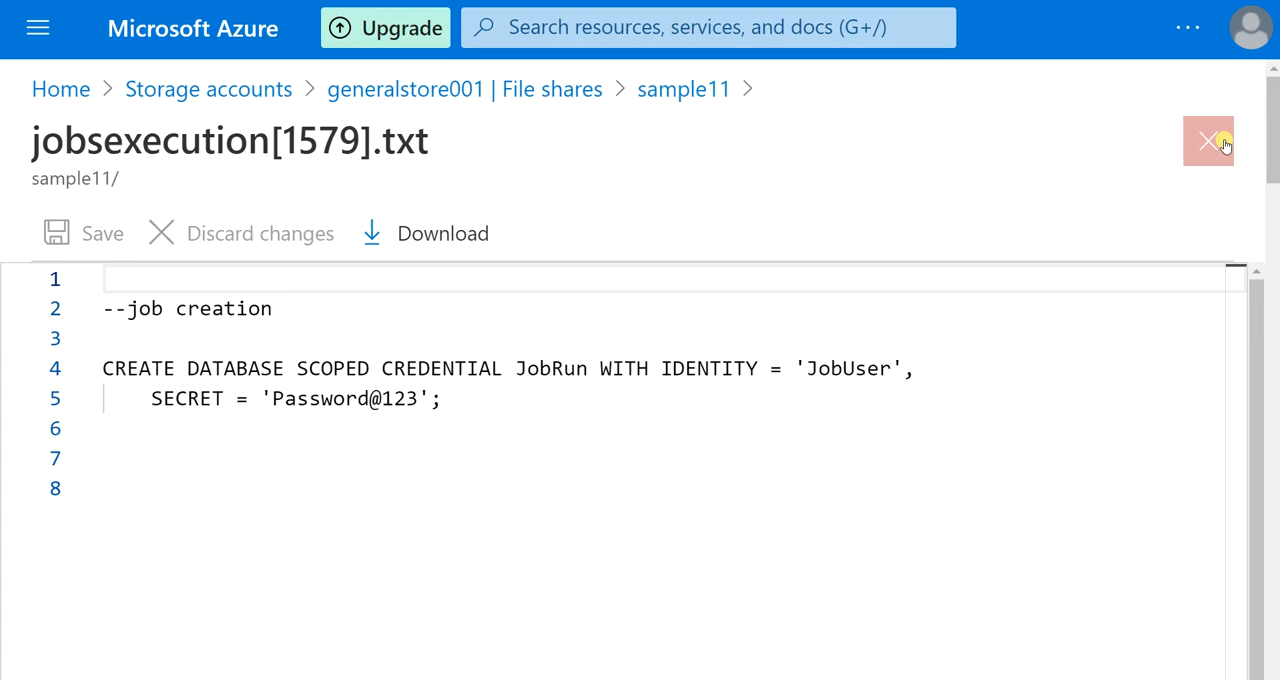 Microsoft Azure Upgrade Search resources, services, and docs (G+/) ...
Home > Storage accounts > generalstore001 | File shares > sample11 >
jobsexecution[1579].txt
sample11/
Save Discard changes Download
1
2 --job creation
3
4 CREATE DATABASE SCOPED CREDENTIAL JobRun WITH IDENTITY = 'JobUser',
5 SECRET = 'Password@123';
6
7
8